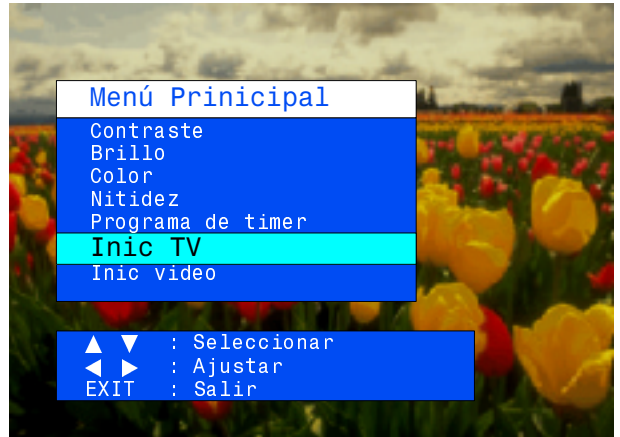 Menú Prinicipal
Contraste
Brillo
Color
Nitidez
Programa de timer
Inic TV
Inic video
▲ ▼ : Seleccionar
◀ ▶ : Ajustar
EXIT : Salir